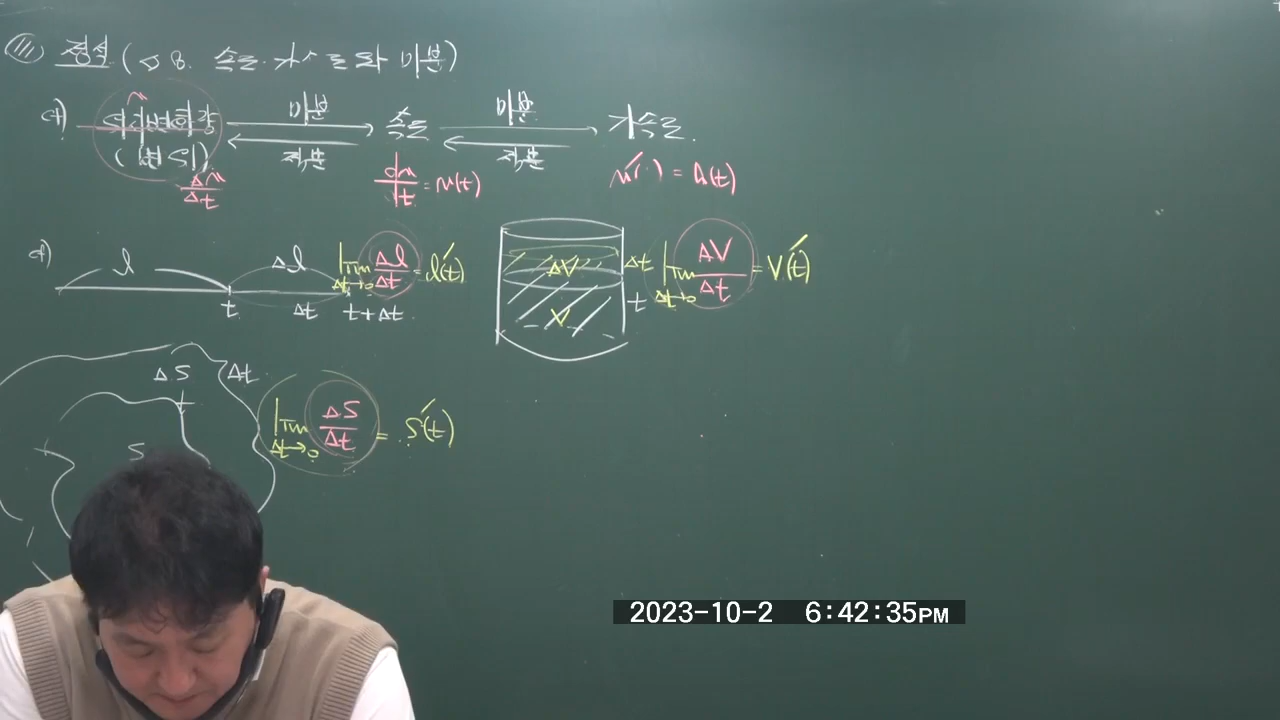 (iii) 정석 (§8. 속도·가속도와 미분)
위치변화량 미분 속도 미분 가속도.
(변위) 적분 적분
Δx/Δt dx/dt = v(t) v'(t) = a(t)
l Δl lim Δt→0 Δl/Δt = l'(t)
t Δt t+Δt.
ΔV Δt lim Δt→0 ΔV/Δt = V'(t)
V t
ΔS Δt
t lim Δt→0 ΔS/Δt = S'(t)
S
2023-10-2 6:42:35PM